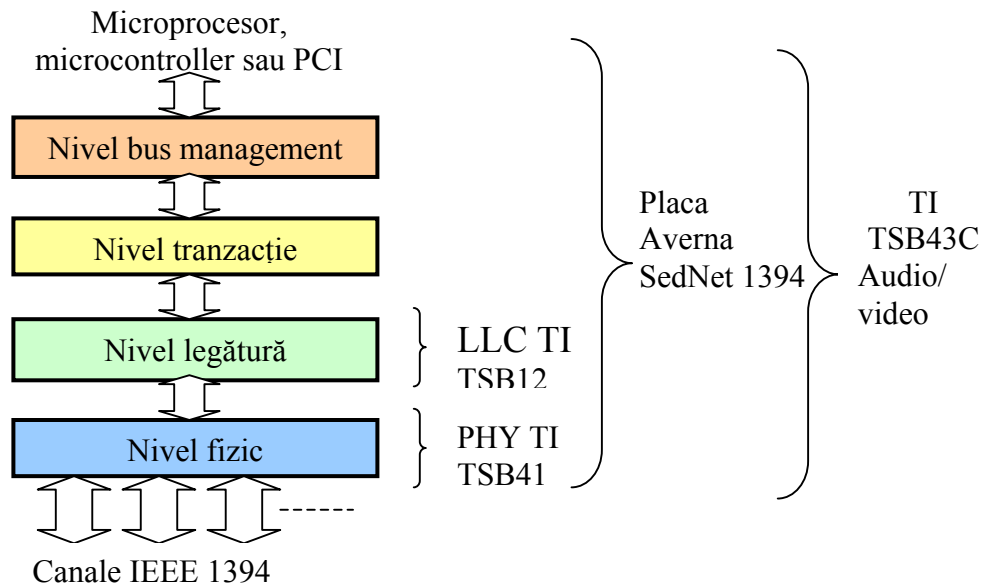 Microprocesor,
microcontroller sau PCI
Nivel bus management
Nivel tranzacție
Nivel legătură
Nivel fizic
Canale IEEE 1394
LLC TI
TSB12
PHY TI
TSB41
Placa
Averna
SedNet 1394
TI
TSB43C
Audio/
video